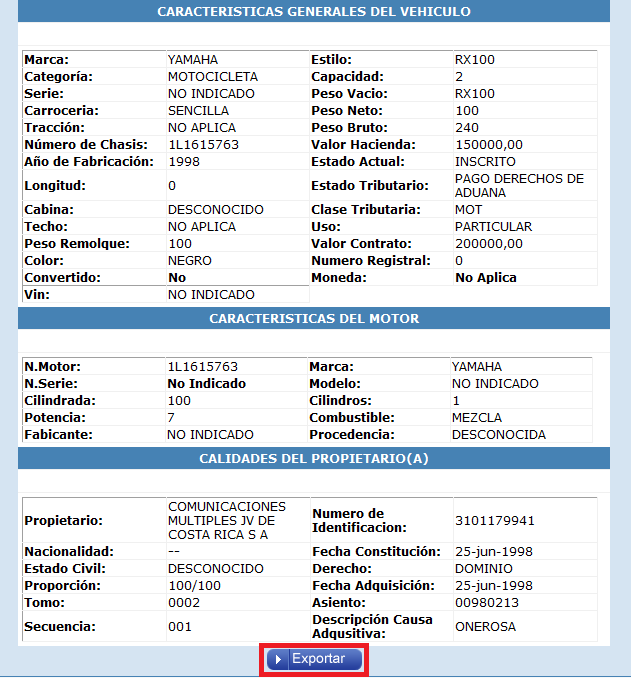 CARACTERISTICAS GENERALES DEL VEHICULO
Marca: YAMAHA Estilo: RX100
Categoría: MOTOCICLETA Capacidad: 2
Serie: NO INDICADO Peso Vacio: RX100
Carroceria: SENCILLA Peso Neto: 100
Tracción: NO APLICA Peso Bruto: 240
Número de Chasis: 1L1615763 Valor Hacienda: 150000,00
Año de Fabricación: 1998 Estado Actual: INSCRITO
Longitud: 0 Estado Tributario: PAGO DERECHOS DE
ADUANA
Cabina: DESCONOCIDO Clase Tributaria: MOT
Techo: NO APLICA Uso: PARTICULAR
Peso Remolque: 100 Valor Contrato: 200000,00
Color: NEGRO Numero Registral: 0
Convertido: No Moneda: No Aplica
Vin: NO INDICADO
CARACTERISTICAS DEL MOTOR
N.Motor: 1L1615763 Marca: YAMAHA
N.Serie: No Indicado Modelo: NO INDICADO
Cilindrada: 100 Cilindros: 1
Potencia: 7 Combustible: MEZCLA
Fabicante: NO INDICADO Procedencia: DESCONOCIDA
CALIDADES DEL PROPIETARIO(A)
Propietario: COMUNICACIONES
MULTIPLES JV DE
COSTA RICA S A
Numero de
Identificacion: 3101179941
Nacionalidad: -- Fecha Constitución: 25-jun-1998
Estado Civil: DESCONOCIDO Derecho: DOMINIO
Proporción: 100/100 Fecha Adquisición: 25-jun-1998
Tomo: 0002 Asiento: 00980213
Secuencia: 001 Descripción Causa
Adqusitiva: ONEROSA
Exportar